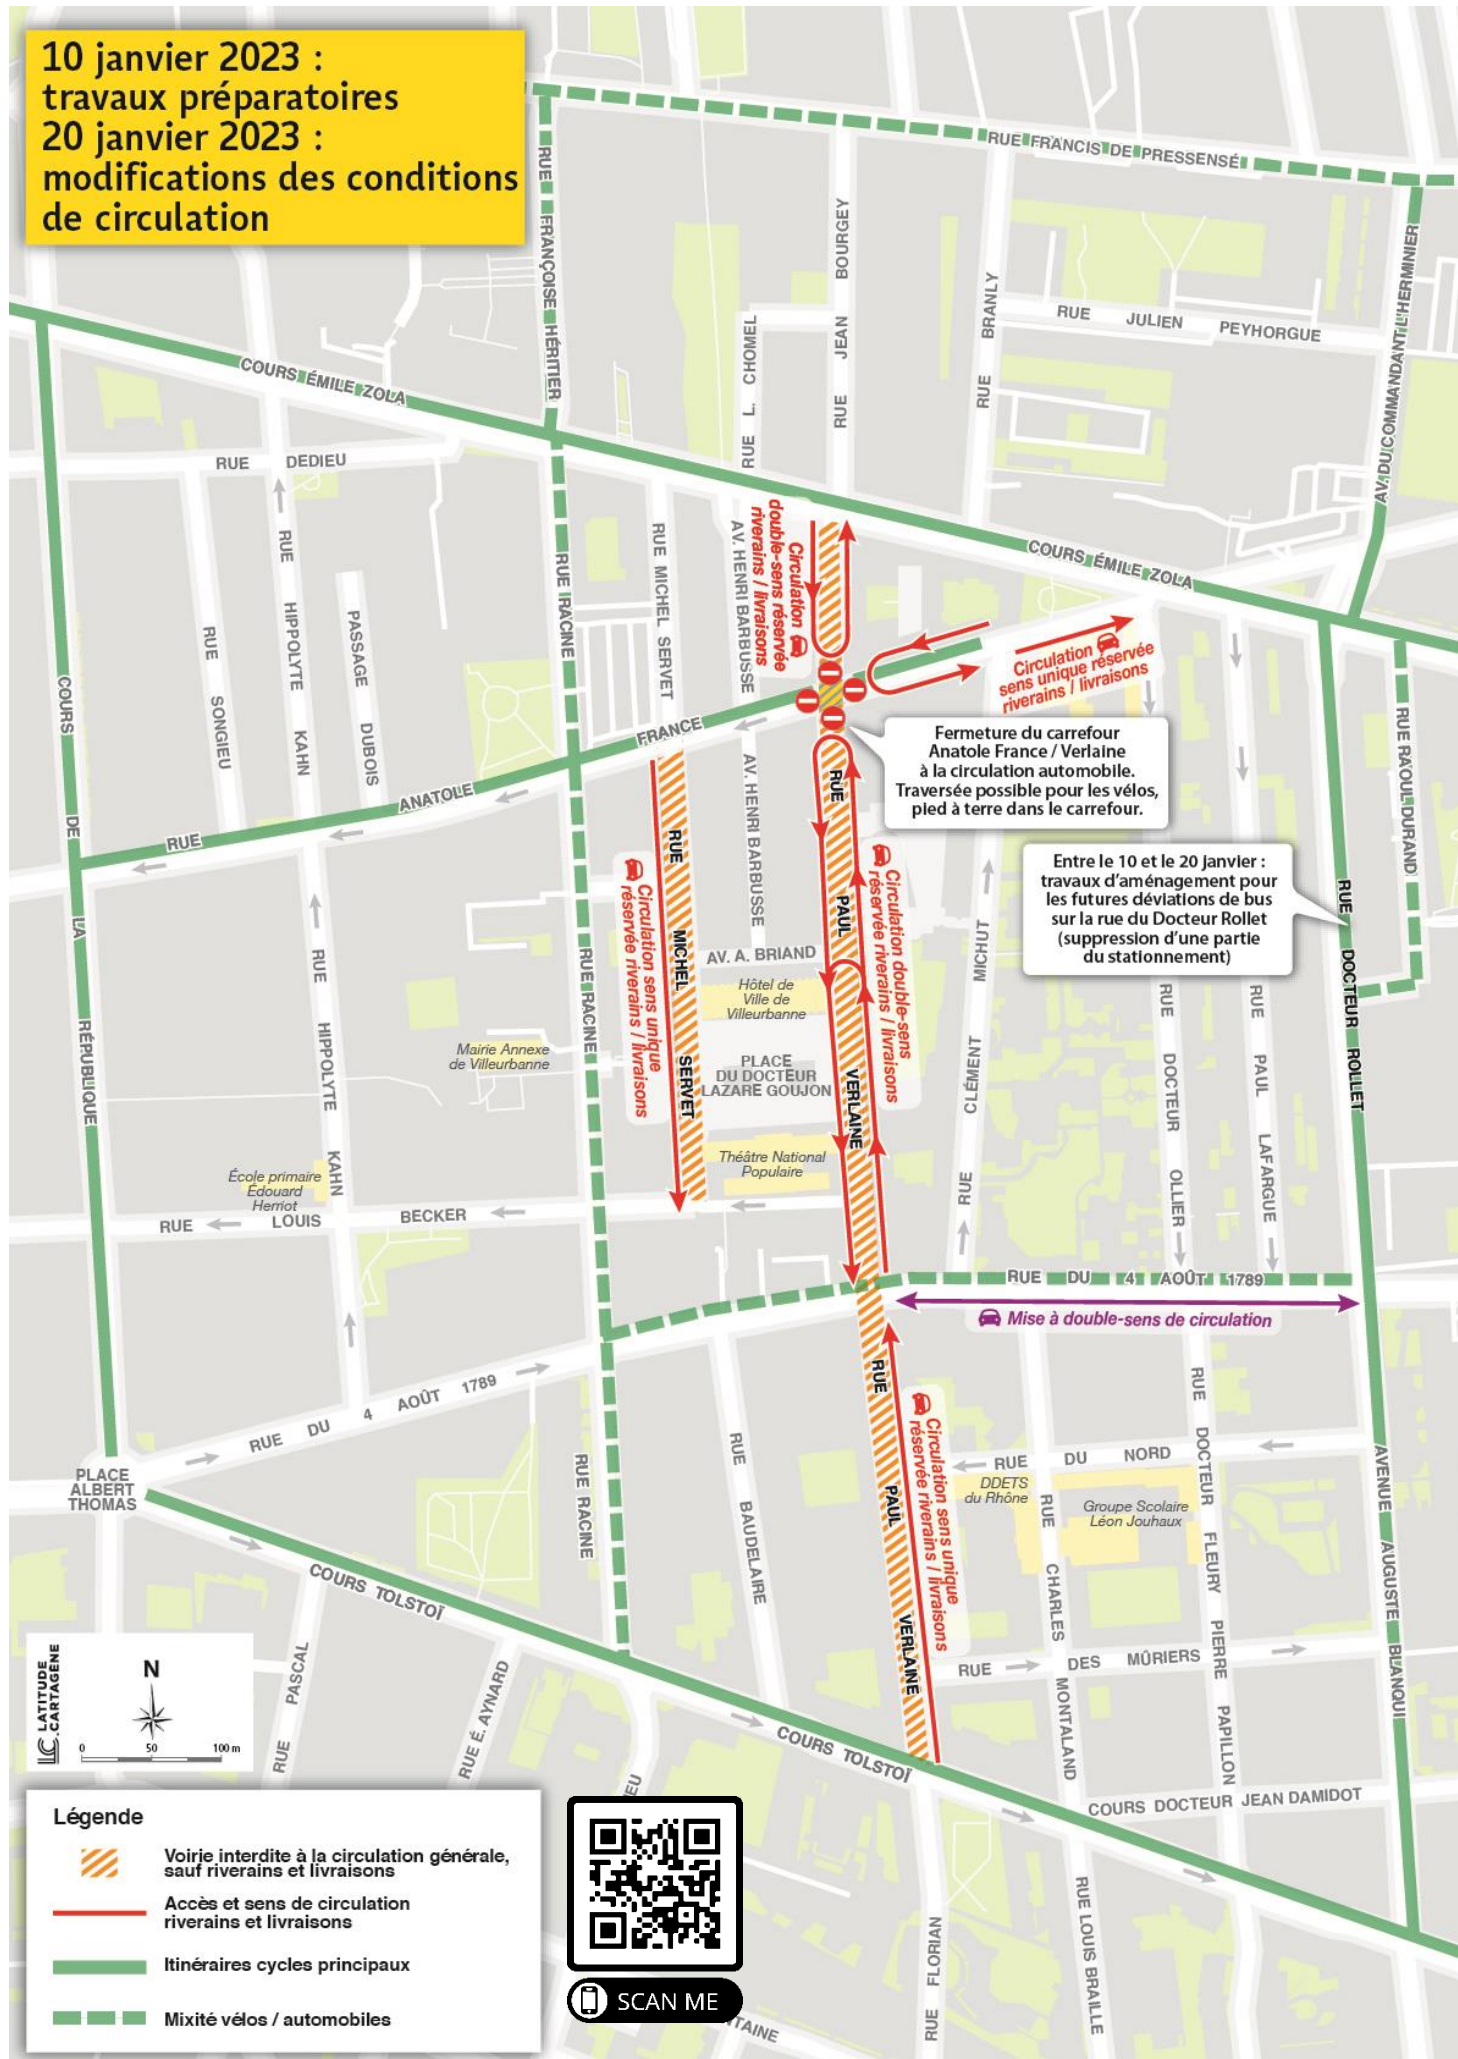 10 janvier 2023 :
travaux préparatoires
20 janvier 2023 :
modifications des conditions
de circulation
RUE FRANCIS DE PRESSENSÉ
RUE FRANÇOISE HÉRITIER
RUE JEAN BOURGEY
RUE L. CHOMEL
RUE BRANLY
RUE JULIEN PEYHORGUE
AV. DU COMMANDANT L'HERMINIER
COURS ÉMILE ZOLA
RUE DEDIEU
COURS ÉMILE ZOLA
RUE HIPPOLYTE KAHN
RUE SONGIEU
PASSAGE DUBOIS
RUE RACINE
RUE MICHEL SERVET
AV. HENRI BARBUSSE
Circulation
double-sens réservée
riverains / livraisons
Circulation
sens unique réservée
riverains / livraisons
COURS DE LA RÉPUBLIQUE
RUE ANATOLE FRANCE
AV. HENRI BARBUSSE
Fermeture du carrefour
Anatole France / Verlaine
à la circulation automobile.
Traversée possible pour les vélos,
pied à terre dans le carrefour.
RUE RAOUL DURAND
Entre le 10 et le 20 janvier :
travaux d'aménagement pour
les futures déviations de bus
sur la rue du Docteur Rollet
(suppression d'une partie
du stationnement)
RUE DOCTEUR ROLLET
RUE MICHEL SERVET
Circulation sens unique
réservée riverains / livraisons
RUE PAUL VERLAINE
Circulation double-sens
réservée riverains / livraisons
AV. A. BRIAND
Hôtel de
Ville de
Villeurbanne
PLACE
DU DOCTEUR
LAZARE GOUJON
Théâtre National
Populaire
Mairie Annexe
de Villeurbanne
RUE RACINE
RUE HIPPOLYTE KAHN
École primaire
Édouard
Herriot
RUE LOUIS BECKER
RUE CLÉMENT MICHUT
RUE DOCTEUR OLLIER
RUE PAUL LAFARGUE
RUE DU 4 AOÛT 1789
Mise à double-sens de circulation
RUE DU 4 AOÛT 1789
PLACE
ALBERT
THOMAS
RUE RACINE
RUE BAUDELAIRE
RUE PAUL VERLAINE
Circulation sens unique
réservée riverains / livraisons
RUE DU NORD
DDETS
du Rhône
Groupe Scolaire
Léon Jouhaux
RUE CHARLES MONTALAND
RUE DOCTEUR FLEURY PIERRE PAPILLON
AVENUE AUGUSTE BLANQUI
RUE DES MÛRIERS
COURS TOLSTOÏ
RUE PASCAL
RUE É. AYNARD
COURS TOLSTOÏ
COURS DOCTEUR JEAN DAMIDOT
RUE FLORIAN
RUE LOUIS BRAILLE
EU
TAINE
LATITUDE
CARTAGÈNE
N
0 50 100 m
Légende
Voirie interdite à la circulation générale,
sauf riverains et livraisons
Accès et sens de circulation
riverains et livraisons
Itinéraires cycles principaux
Mixité vélos / automobiles
SCAN ME